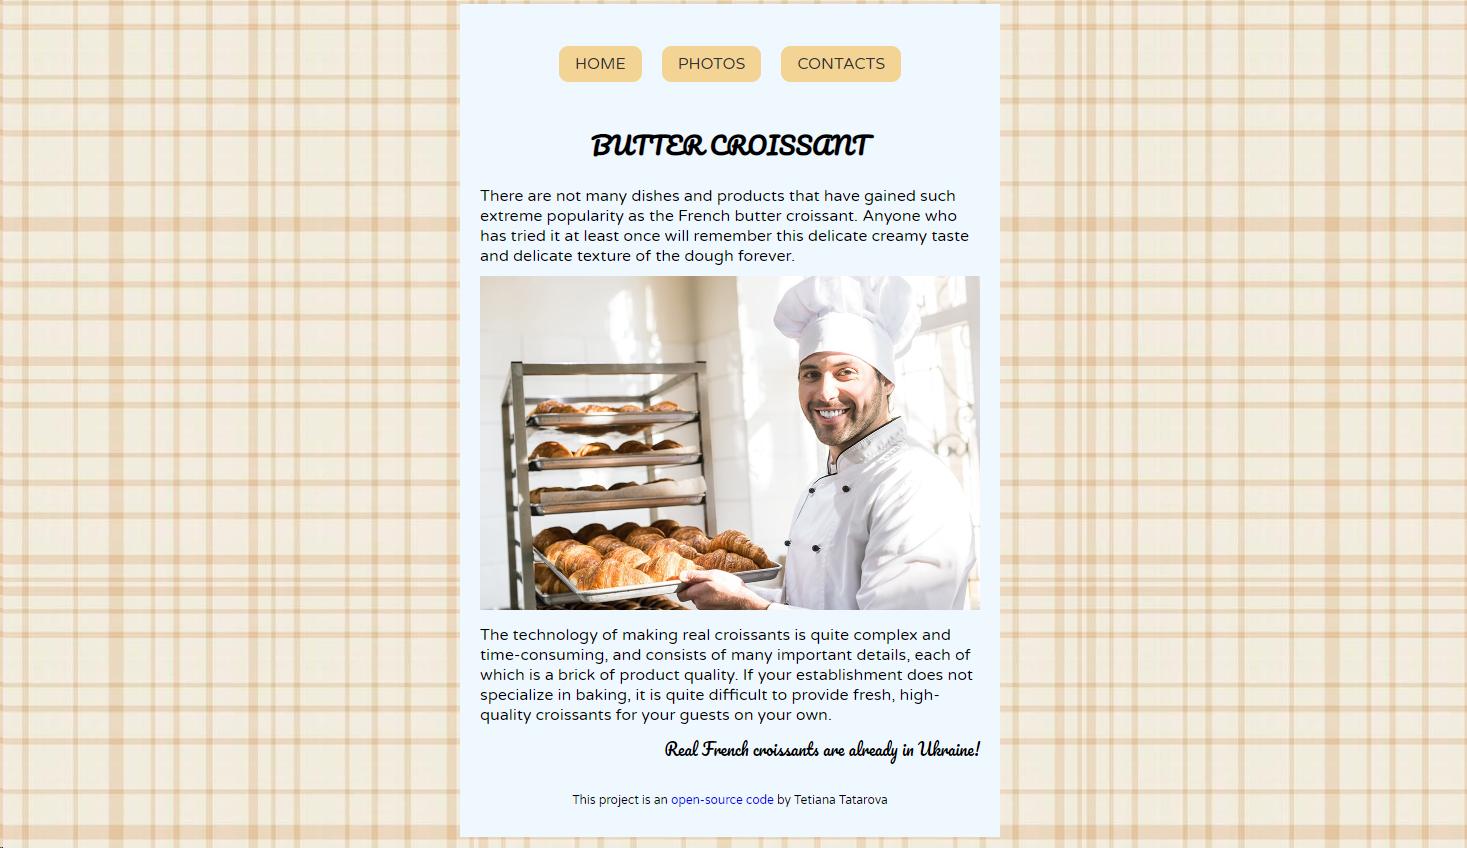 HOME PHOTOS CONTACTS
BUTTER CROISSANT
There are not many dishes and products that have gained such
extreme popularity as the French butter croissant. Anyone who
has tried it at least once will remember this delicate creamy taste
and delicate texture of the dough forever.
The technology of making real croissants is quite complex and
time-consuming, and consists of many important details, each of
which is a brick of product quality. If your establishment does not
specialize in baking, it is quite difficult to provide fresh, high-
quality croissants for your guests on your own.
Real French croissants are already in Ukraine!
This project is an open-source code by Tetiana Tatarova